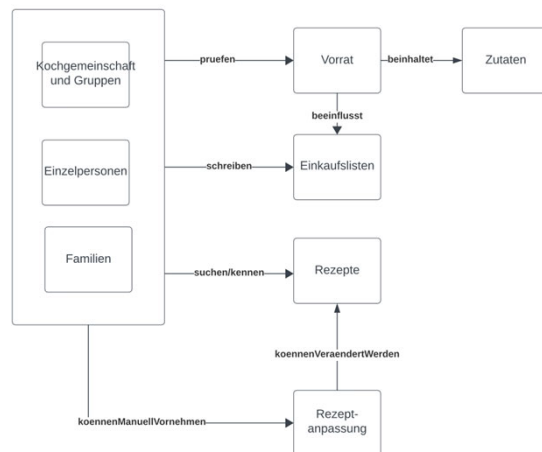 Kochgemeinschaft
und Gruppen
pruefen
Vorrat
beinhaltet
Zutaten
beeinflusst
Einzelpersonen
schreiben
Einkaufslisten
Familien
suchen/kennen
Rezepte
koennenVeraendertWerden
koennenManuellVornehmen
Rezept-
anpassung